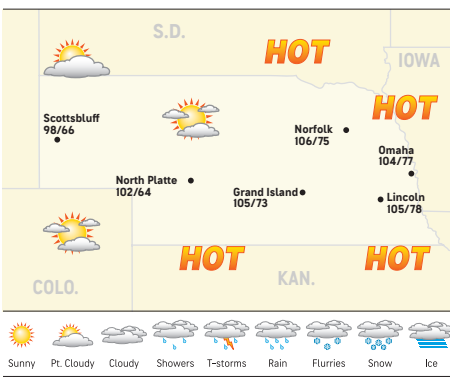 S.D.
HOT
IOWA
HOT
Scottsbluff
98/66
Norfolk
106/75
Omaha
104/77
North Platte
102/64
Grand Island
105/73
Lincoln
105/78
HOT
HOT
COLO.
KAN.
Sunny
Pt. Cloudy
Cloudy
Showers
T-storms
Rain
Flurries
Snow
Ice